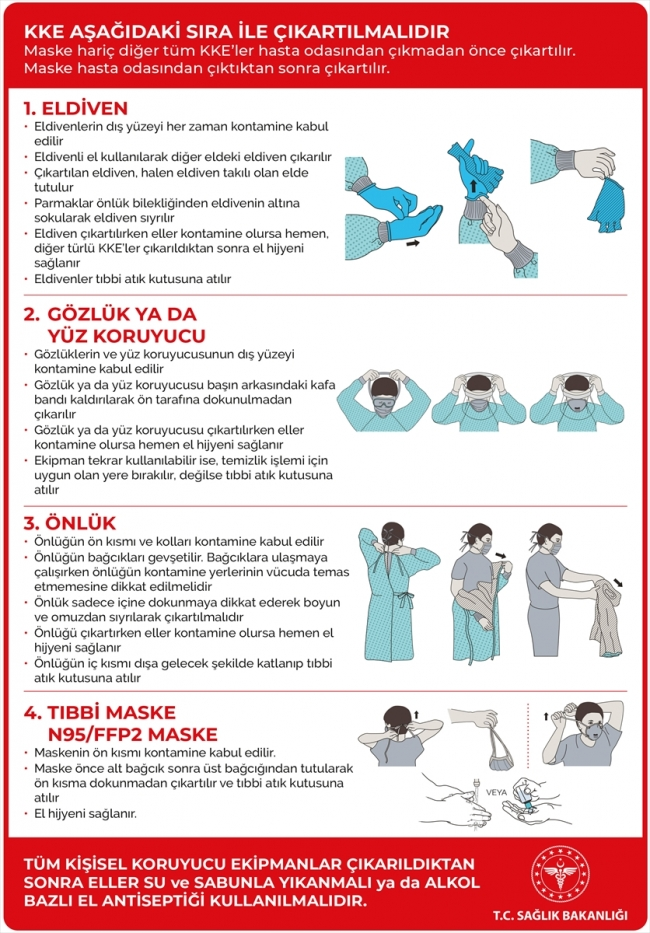 KKE AŞAĞIDAKİ SIRA İLE ÇIKARTILMALIDIR
Maske hariç diğer tüm KKE'ler hasta odasından çıkmadan önce çıkartılır.
Maske hasta odasından çıktıktan sonra çıkartılır.
1. ELDİVEN
• Eldivenlerin dış yüzeyi her zaman kontamine kabul
edilir
• Eldivenli el kullanılarak diğer eldeki eldiven çıkarılır
• Çıkartılan eldiven, halen eldiven takılı olan elde
tutulur
• Parmaklar önlük bilekliğinden eldivenin altına
sokularak eldiven sıyrılır
• Eldiven çıkartılırken eller kontamine olursa hemen,
diğer türlü KKE'ler çıkarıldıktan sonra el hijyeni
sağlanır
• Eldivenler tıbbi atık kutusuna atılır
2. GÖZLÜK YA DA
YÜZ KORUYUCU
• Gözlüklerin ve yüz koruyucusunun dış yüzeyi
kontamine kabul edilir
• Gözlük ya da yüz koruyucusu başın arkasındaki kafa
bandı kaldırılarak ön tarafına dokunulmadan
çıkarılır
• Gözlük ya da yüz koruyucusu çıkartılırken eller
kontamine olursa hemen el hijyeni sağlanır
• Ekipman tekrar kullanılabilir ise, temizlik işlemi için
uygun olan yere bırakılır, değilse tıbbi atık kutusuna
atılır
3. ÖNLÜK
• Önlüğün ön kısmı ve kolları kontamine kabul edilir
• Önlüğün bağcıkları gevşetilir. Bağcıklara ulaşmaya
çalışırken önlüğün kontamine yerlerinin vücuda temas
etmemesine dikkat edilmelidir
• Önlük sadece içine dokunmaya dikkat ederek boyun
ve omuzdan sıyrılarak çıkartılmalıdır
• Önlüğü çıkartırken eller kontamine olursa hemen el
hijyeni sağlanır
• Önlüğün iç kısmı dışa gelecek şekilde katlanıp tıbbi
atık kutusuna atılır
4. TIBBİ MASKE
N95/FFP2 MASKE
• Maskenin ön kısmı kontamine kabul edilir.
• Maske önce alt bağcık sonra üst bağcığından tutularak
ön kısma dokunmadan çıkartılır ve tıbbi atık kutusuna
atılır
• El hijyeni sağlanır.
VEYA
TÜM KİŞİSEL KORUYUCU EKİPMANLAR ÇIKARILDIKTAN
SONRA ELLER SU ve SABUNLA YIKANMALI ya da ALKOL
BAZLI EL ANTİSEPTİĞİ KULLANILMALIDIR.
T.C. SAĞLIK BAKANLIĞI